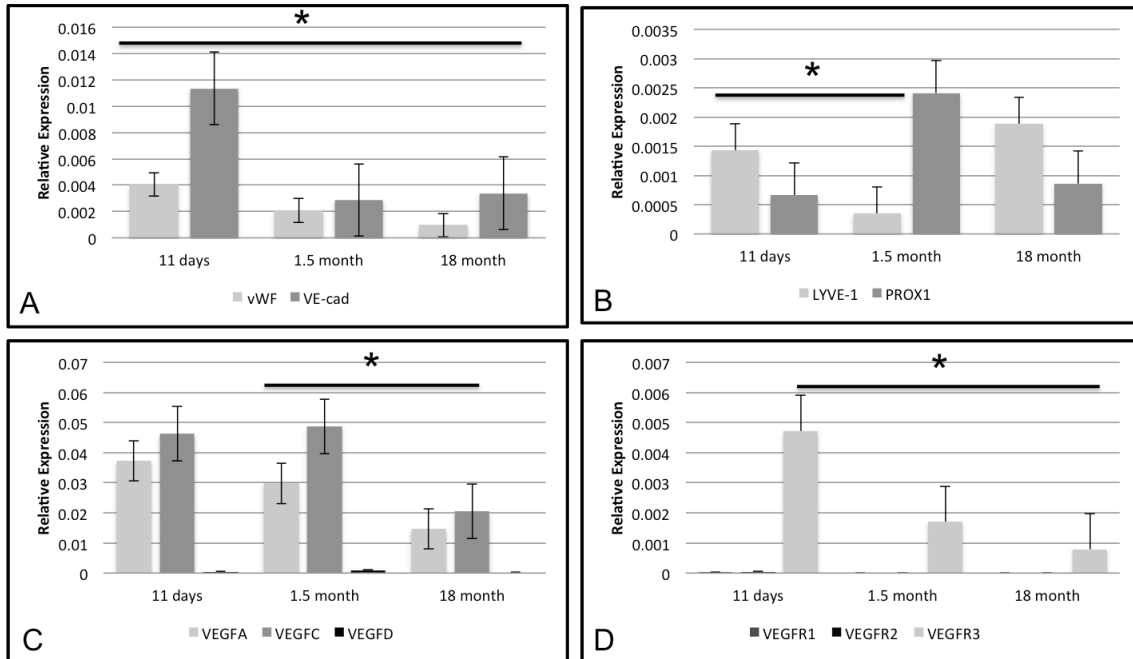 *
0.016
0.014
0.012
0.01
0.008
0.006
0.004
0.002
0
Relative Expression
11 days 1.5 month 18 month
vWF VE-cad
A
*
0.0035
0.003
0.0025
0.002
0.0015
0.001
0.0005
0
Relative Expression
11 days 1.5 month 18 month
LYVE-1 PROX1
B
*
0.07
0.06
0.05
0.04
0.03
0.02
0.01
0
Relative Expression
11 days 1.5 month 18 month
VEGFA VEGFC VEGFD
C
*
0.007
0.006
0.005
0.004
0.003
0.002
0.001
0
Relative Expression
11 days 1.5 month 18 month
VEGFR1 VEGFR2 VEGFR3
D